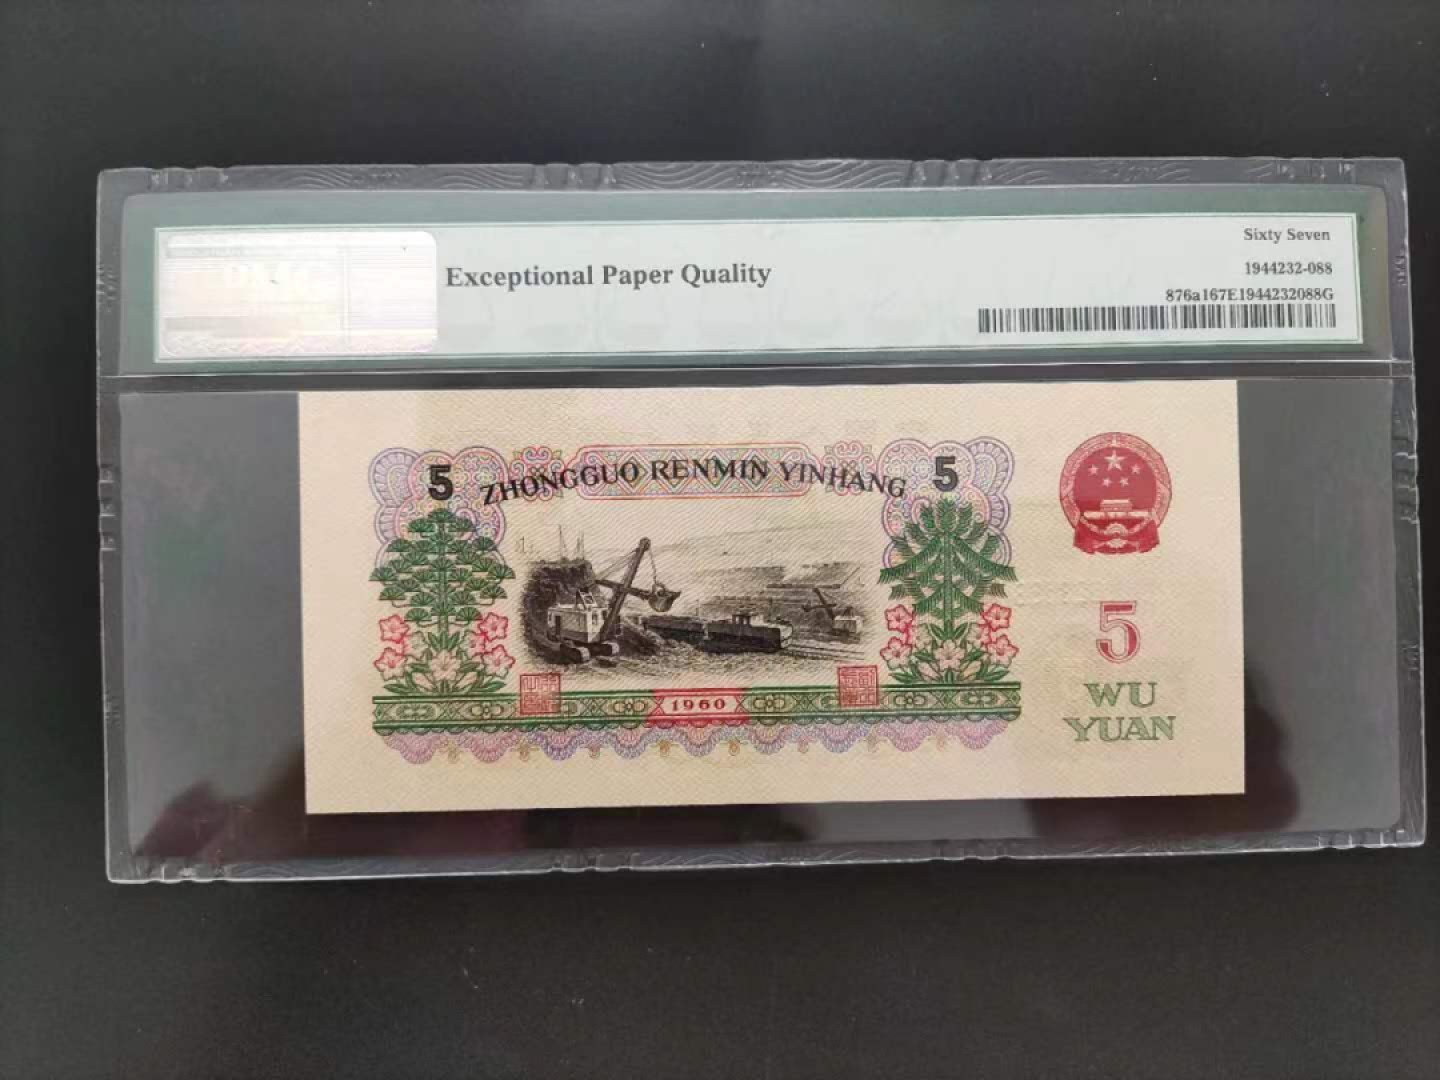 Sixty Seven
Exceptional Paper Quality
1944232-088
876a167E1944232088G
5 ZHONGGUO RENMIN YINHANG 5
5
1960
WU
YUAN